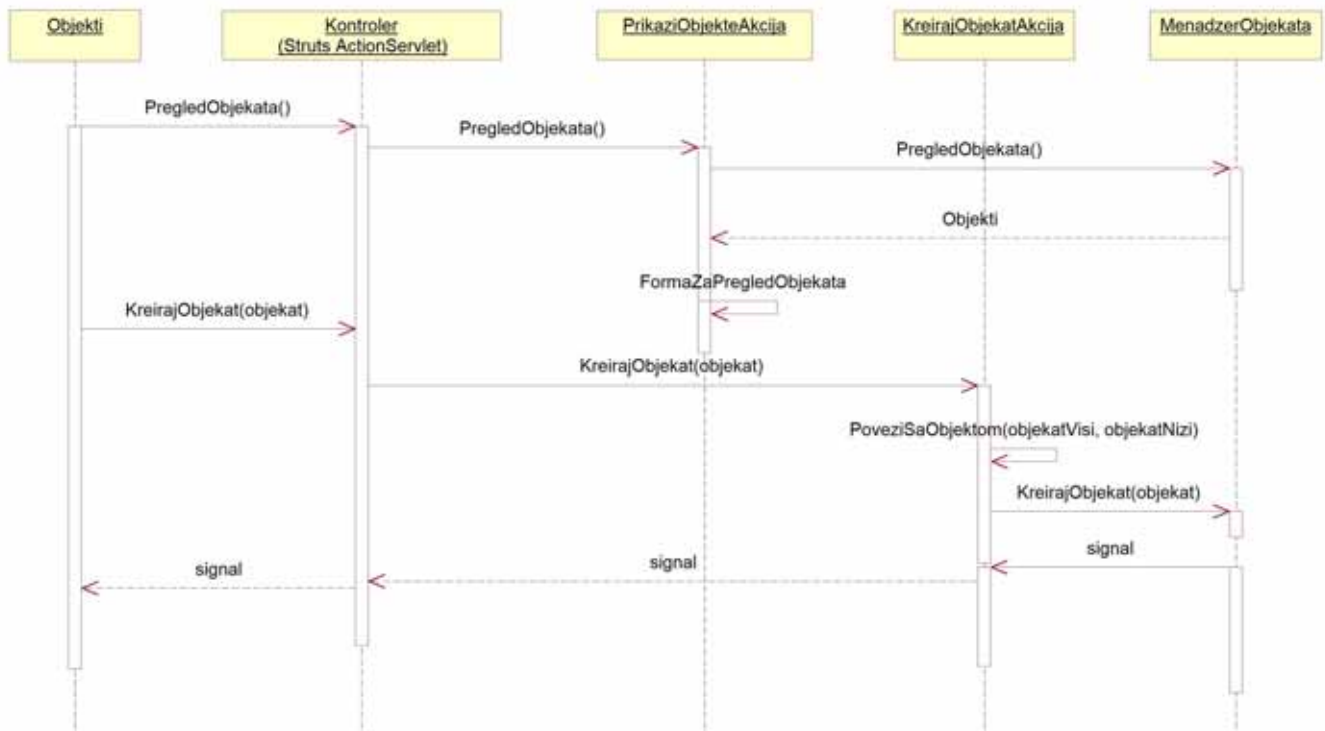 Objekti
Kontroler
(Struts ActionServlet)
PrikaziObjekteAkcija
KreirajObjekatAkcija
MenadzerObjekata
PregledObjekata()
PregledObjekata()
PregledObjekata()
Objekti
FormaZaPregledObjekata
KreirajObjekat(objekat)
KreirajObjekat(objekat)
PoveziSaObjektom(objekatVisi, objekatNizi)
KreirajObjekat(objekat)
signal
signal
signal